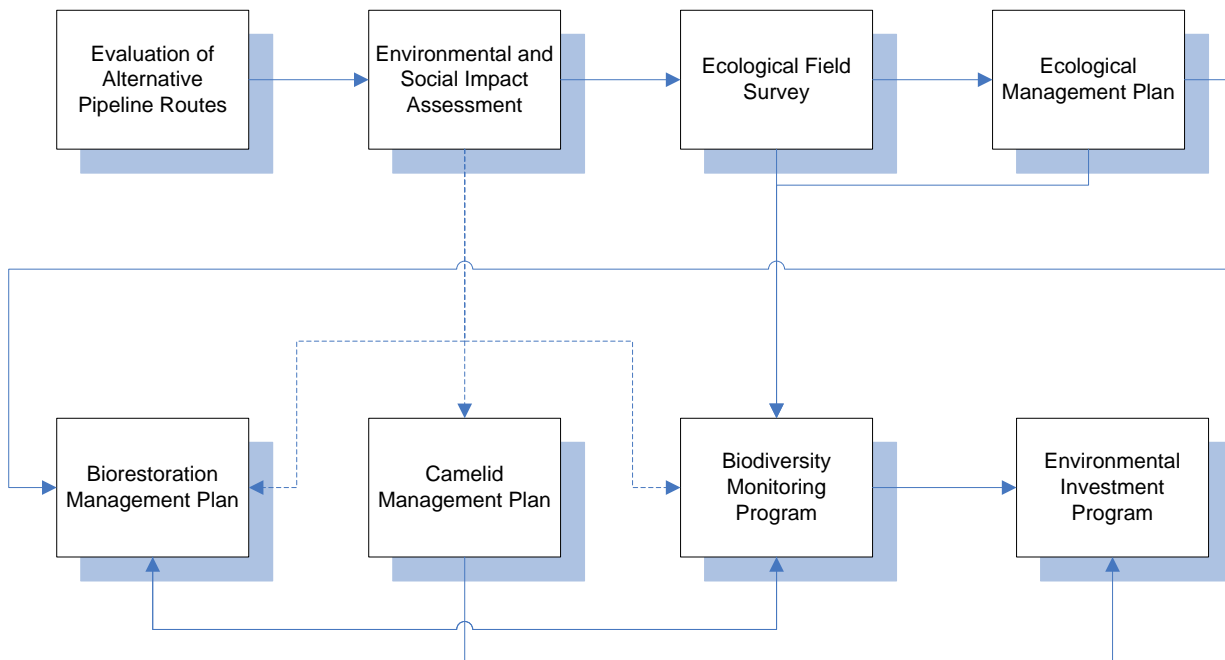 Evaluation of
Alternative
Pipeline Routes
Environmental and
Social Impact
Assessment
Ecological Field
Survey
Ecological
Management Plan
Biorestoration
Management Plan
Camelid
Management Plan
Biodiversity
Monitoring
Program
Environmental
Investment
Program